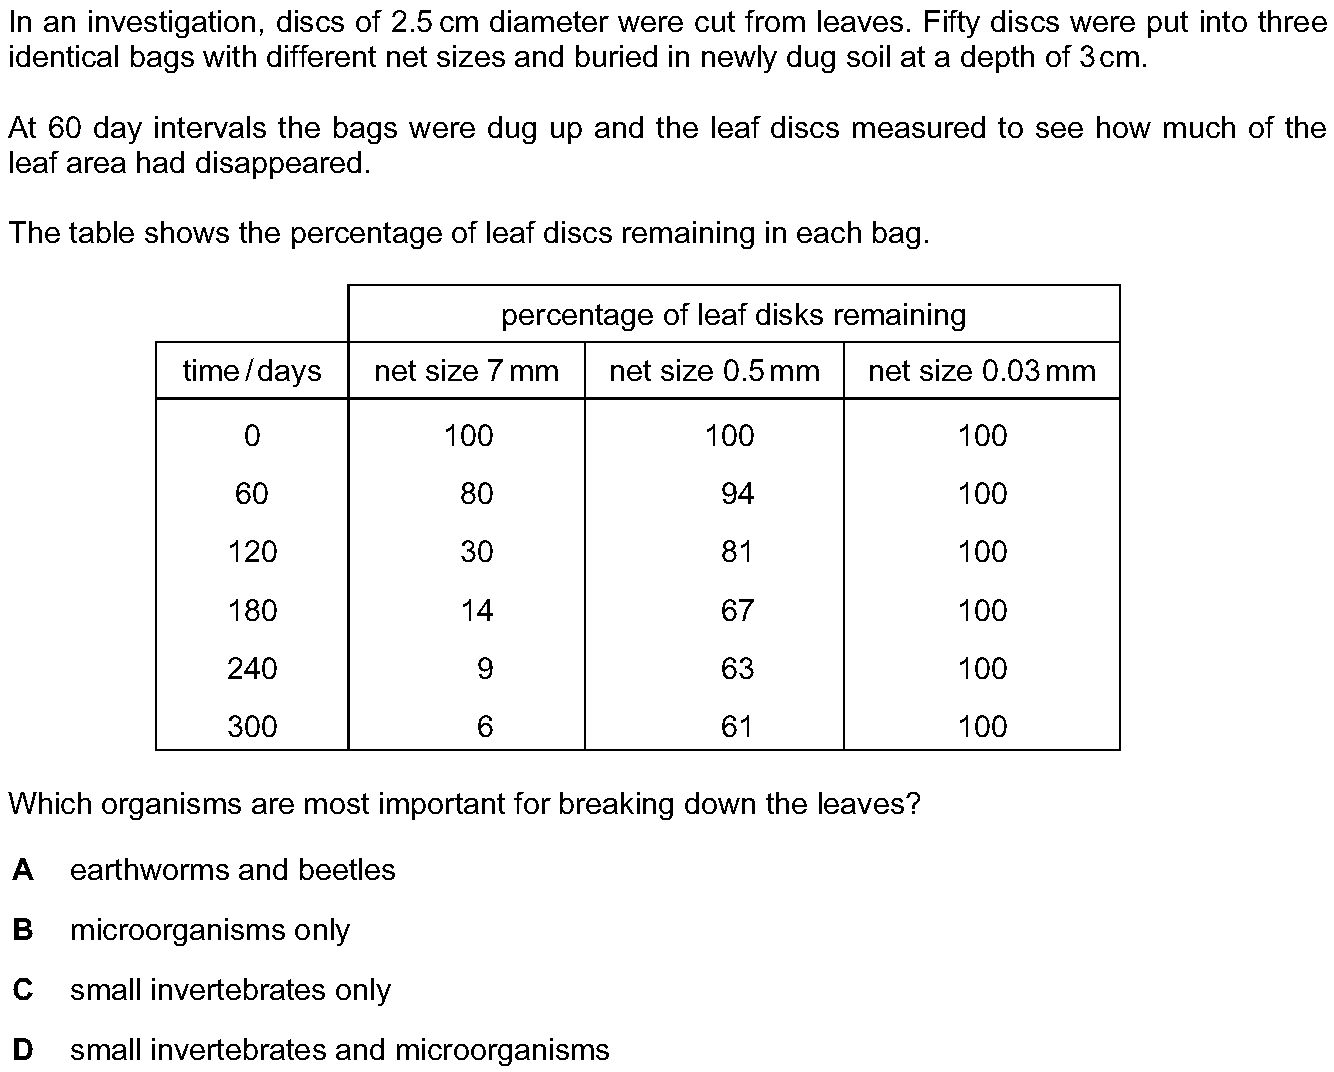 In an investigation, discs of 2.5 cm diameter were cut from leaves. Fifty discs were put into three
identical bags with different net sizes and buried in newly dug soil at a depth of 3 cm.
At 60 day intervals the bags were dug up and the leaf discs measured to see how much of the
leaf area had disappeared.
The table shows the percentage of leaf discs remaining in each bag.
percentage of leaf disks remaining
time / days net size 7 mm net size 0.5 mm net size 0.03 mm
0 100 100 100
60 80 94 100
120 30 81 100
180 14 67 100
240 9 63 100
300 6 61 100
Which organisms are most important for breaking down the leaves?
A earthworms and beetles
B microorganisms only
C small invertebrates only
D small invertebrates and microorganisms